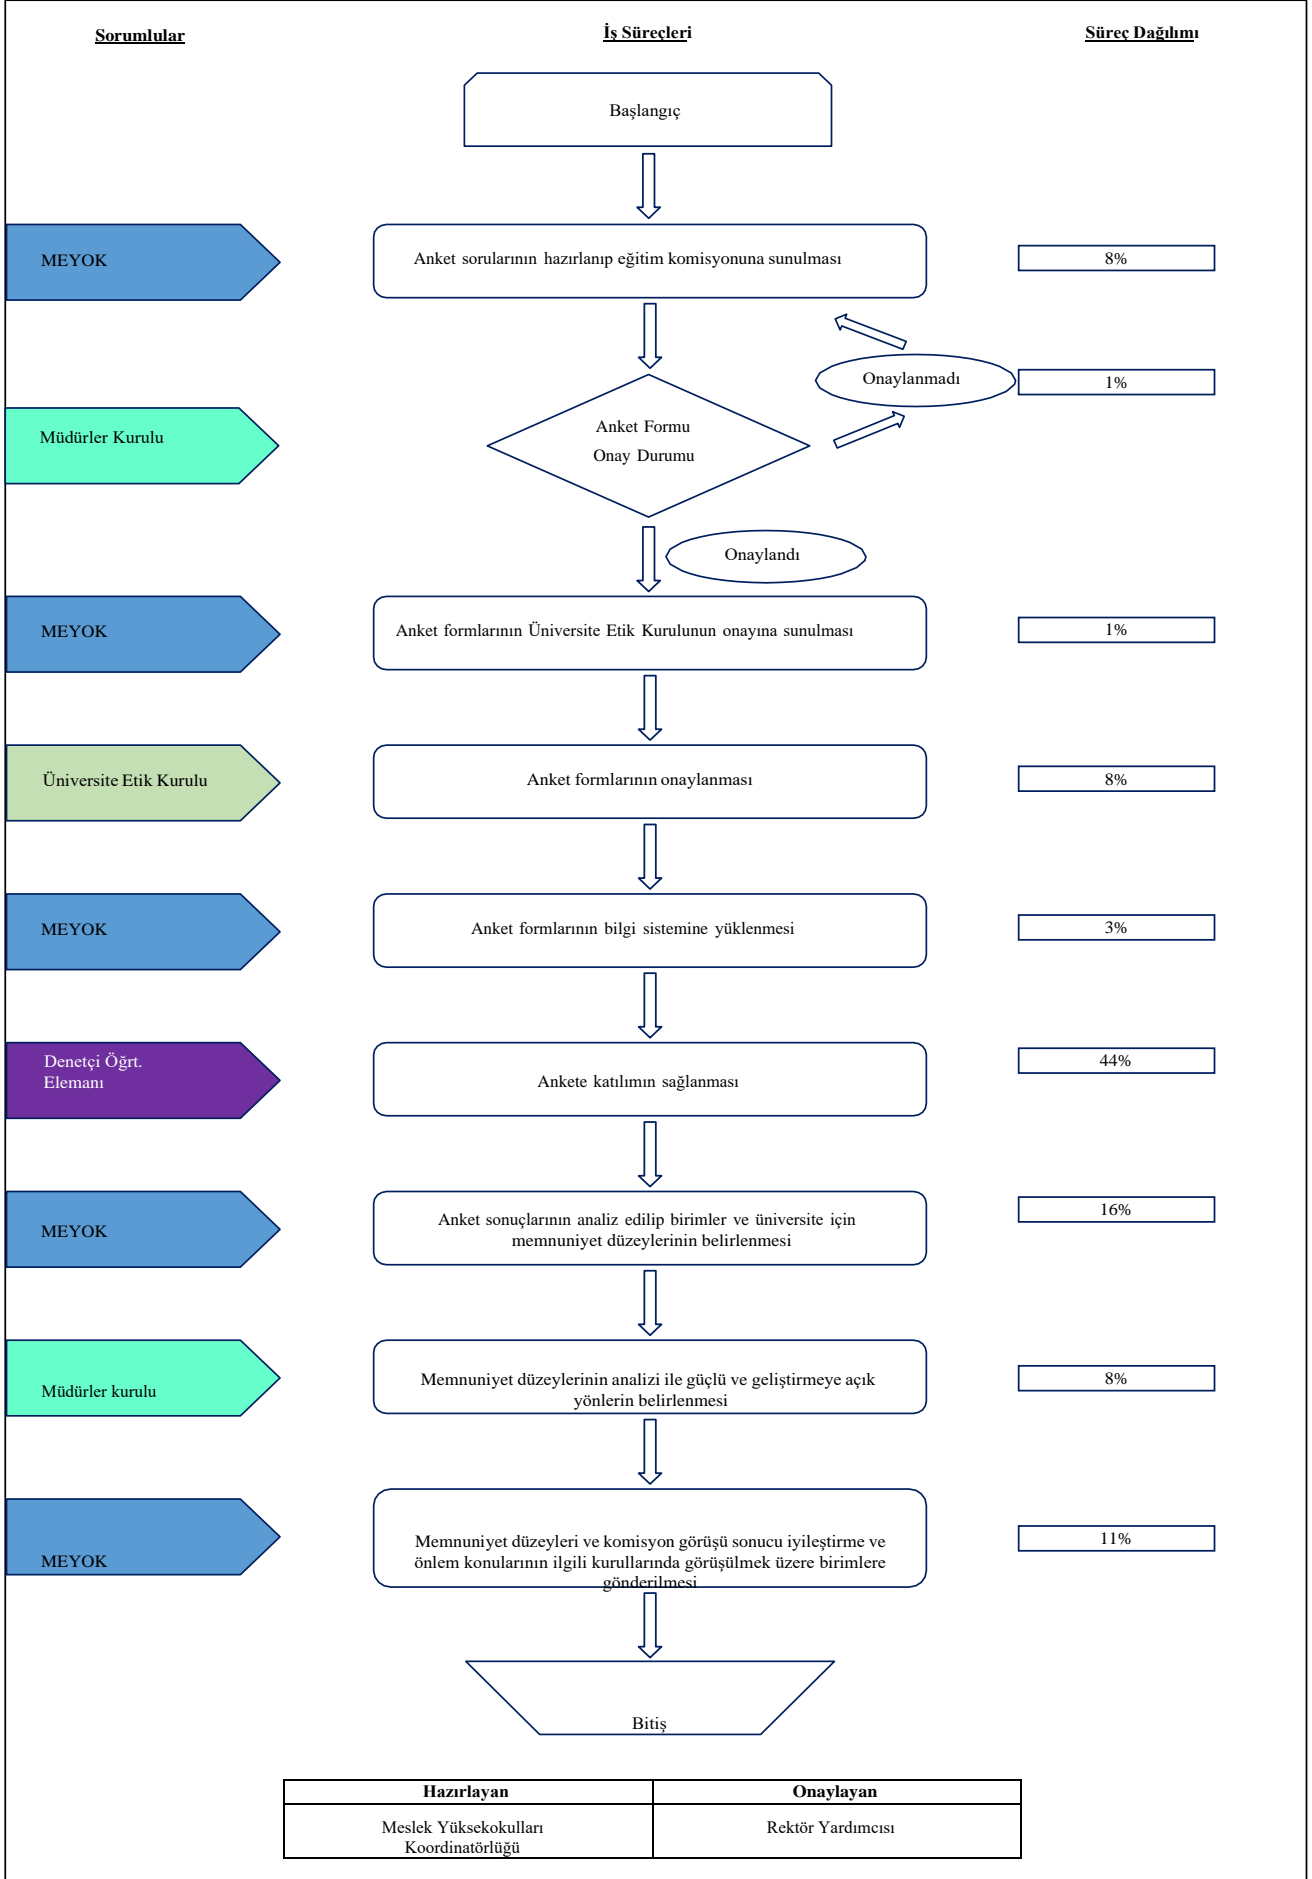 Sorumlular
İş Süreçleri
Süreç Dağılımı
Başlangıç
MEYOK
Anket sorularının hazırlanıp eğitim komisyonuna sunulması
8%
Onaylanmadı
1%
Müdürler Kurulu
Anket Formu
Onay Durumu
Onaylandı
MEYOK
Anket formlarının Üniversite Etik Kurulunun onayına sunulması
1%
Üniversite Etik Kurulu
Anket formlarının onaylanması
8%
MEYOK
Anket formlarının bilgi sistemine yüklenmesi
3%
Denetçi Öğrt.
Elemanı
Ankete katılımın sağlanması
44%
MEYOK
Anket sonuçlarının analiz edilip birimler ve üniversite için
memnuniyet düzeylerinin belirlenmesi
16%
Müdürler kurulu
Memnuniyet düzeylerinin analizi ile güçlü ve geliştirmeye açık
yönlerin belirlenmesi
8%
MEYOK
Memnuniyet düzeyleri ve komisyon görüşü sonucu iyileştirme ve
önlem konularının ilgili kurullarında görüşülmek üzere birimlere
gönderilmesi
11%
Bitiş
Hazırlayan
Onaylayan
Meslek Yüksekokulları
Koordinatörlüğü
Rektör Yardımcısı